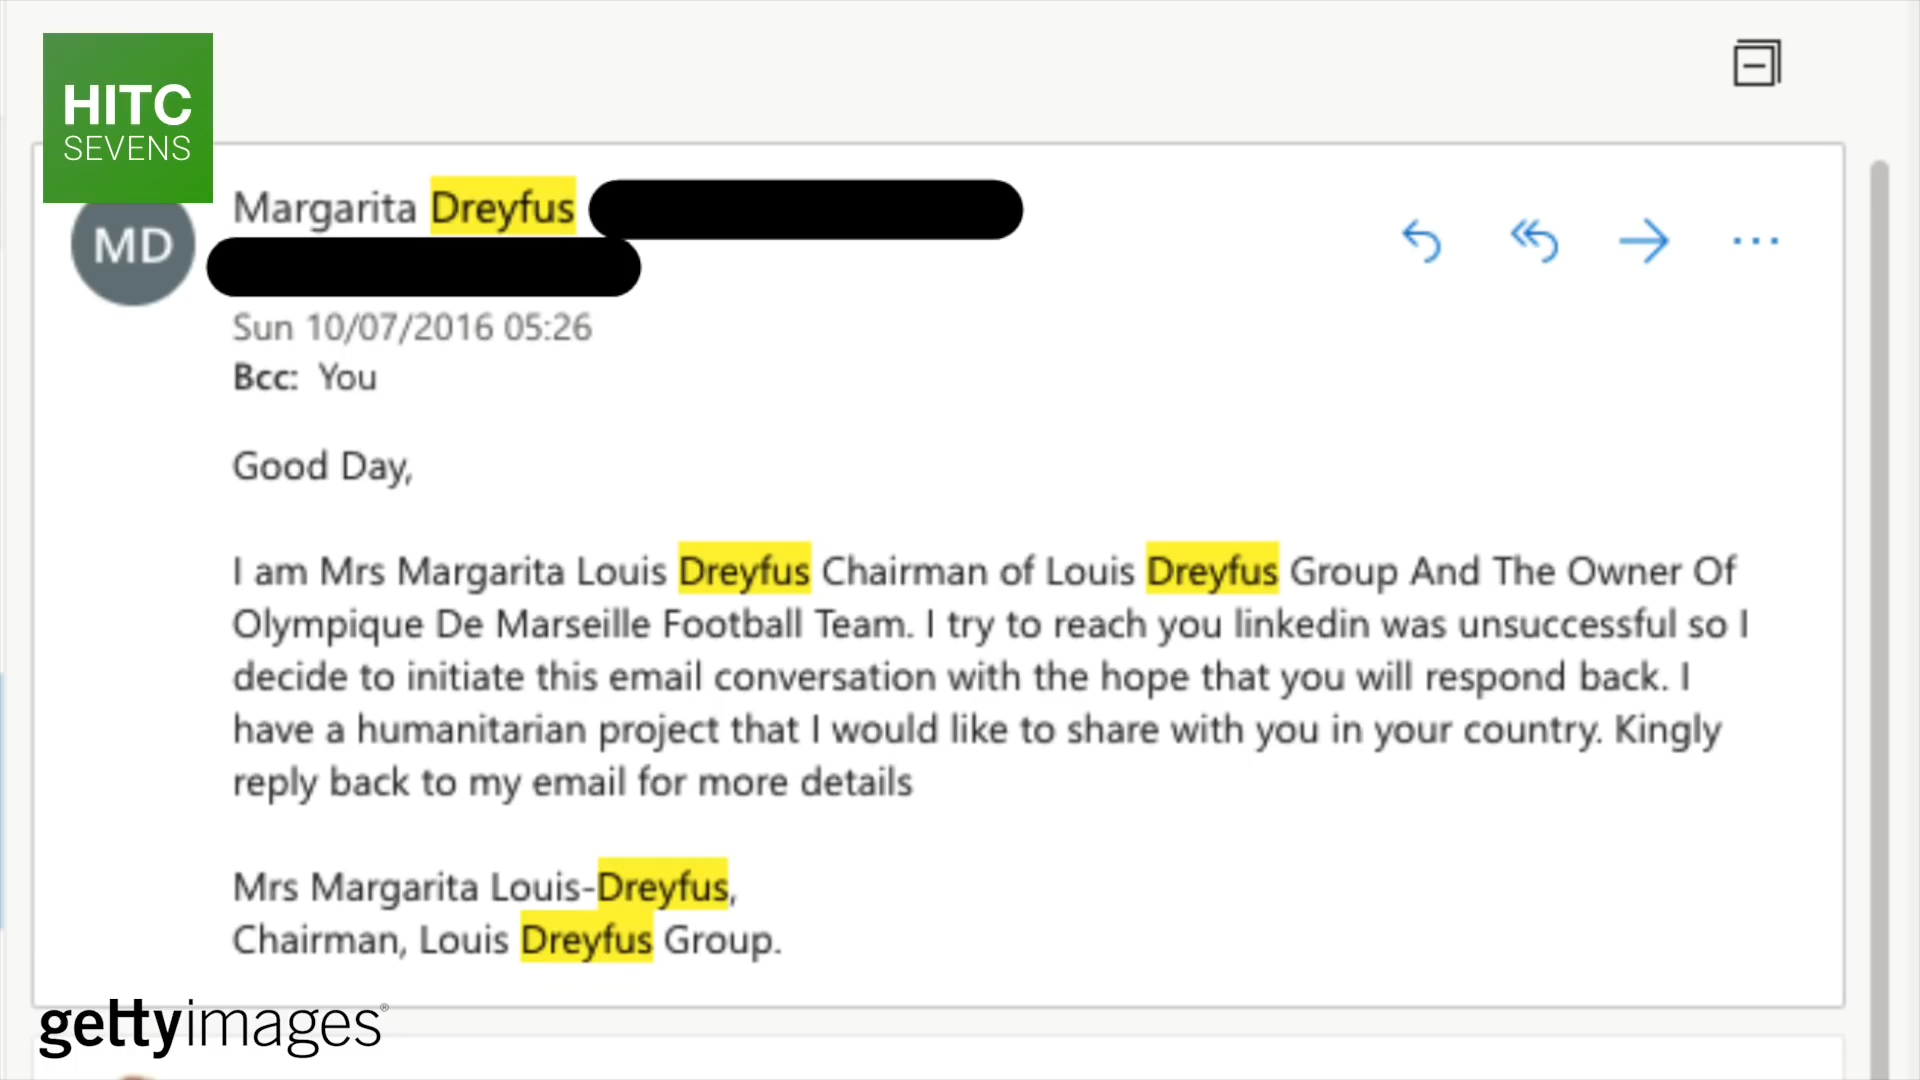 HITC
SEVENS
Margarita Dreyfus
MD
Sun 10/07/2016 05:26
Bcc: You
Good Day,
I am Mrs Margarita Louis Dreyfus Chairman of Louis Dreyfus Group And The Owner Of
Olympique De Marseille Football Team. I try to reach you linkedin was unsuccessful so I
decide to initiate this email conversation with the hope that you will respond back. I
have a humanitarian project that I would like to share with you in your country. Kingly
reply back to my email for more details
Mrs Margarita Louis-Dreyfus,
Chairman, Louis Dreyfus Group.
gettyimages®